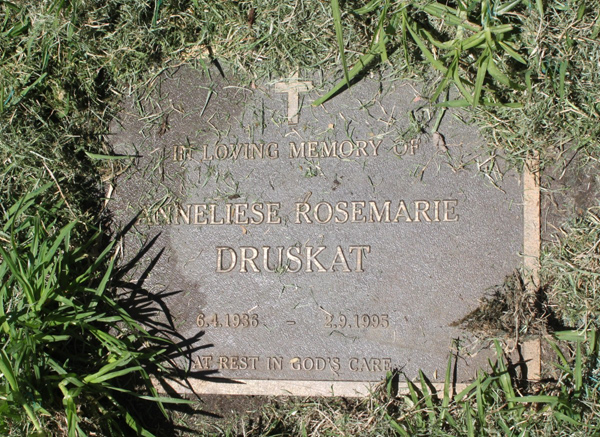 IN LOVING MEMORY OF
ANNELIESE ROSEMARIE
DRUSKAT
6.4.1936 - 2.9.1995
AT REST IN GOD'S CARE